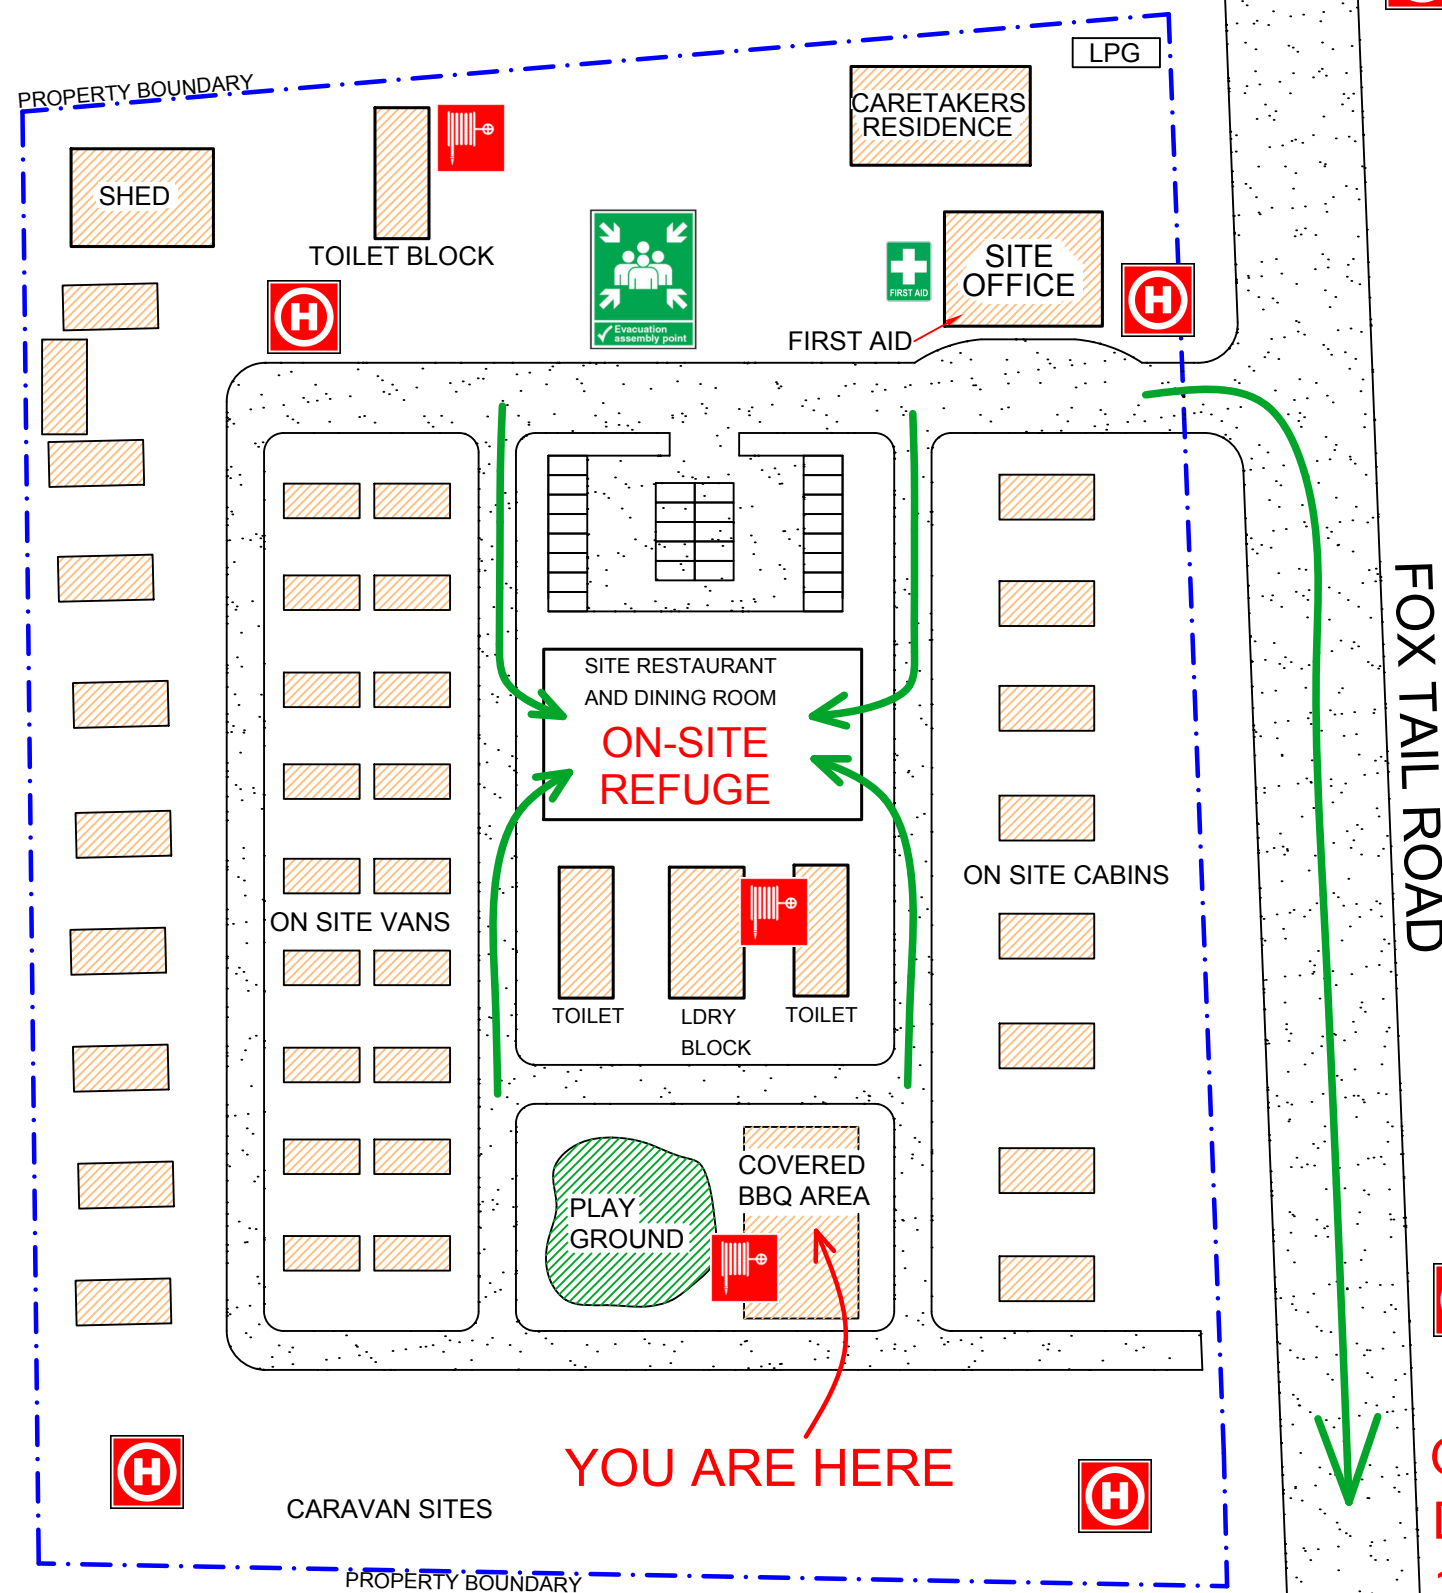 LPG
PROPERTY BOUNDARY
CARETAKERS
RESIDENCE
SHED
TOILET BLOCK
Evacuation
assembly point
FIRST AID
SITE
OFFICE
FIRST AID
H
H
SITE RESTAURANT
AND DINING ROOM
ON-SITE
REFUGE
FOX TAIL ROAD
ON SITE CABINS
ON SITE VANS
TOILET
LDRY
BLOCK
TOILET
COVERED
BBQ AREA
PLAY
GROUND
YOU ARE HERE
H
H
CARAVAN SITES
PROPERTY BOUNDARY